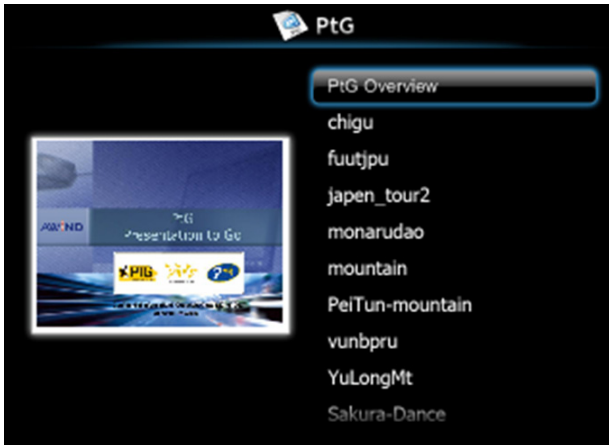 PtG
PtG Overview
chigu
fuutjpu
japen_tour2
monarudao
mountain
PeiTun-mountain
vunbpru
YuLongMt
Sakura-Dance
AWIND
PtG
Presentation to Go
PtG